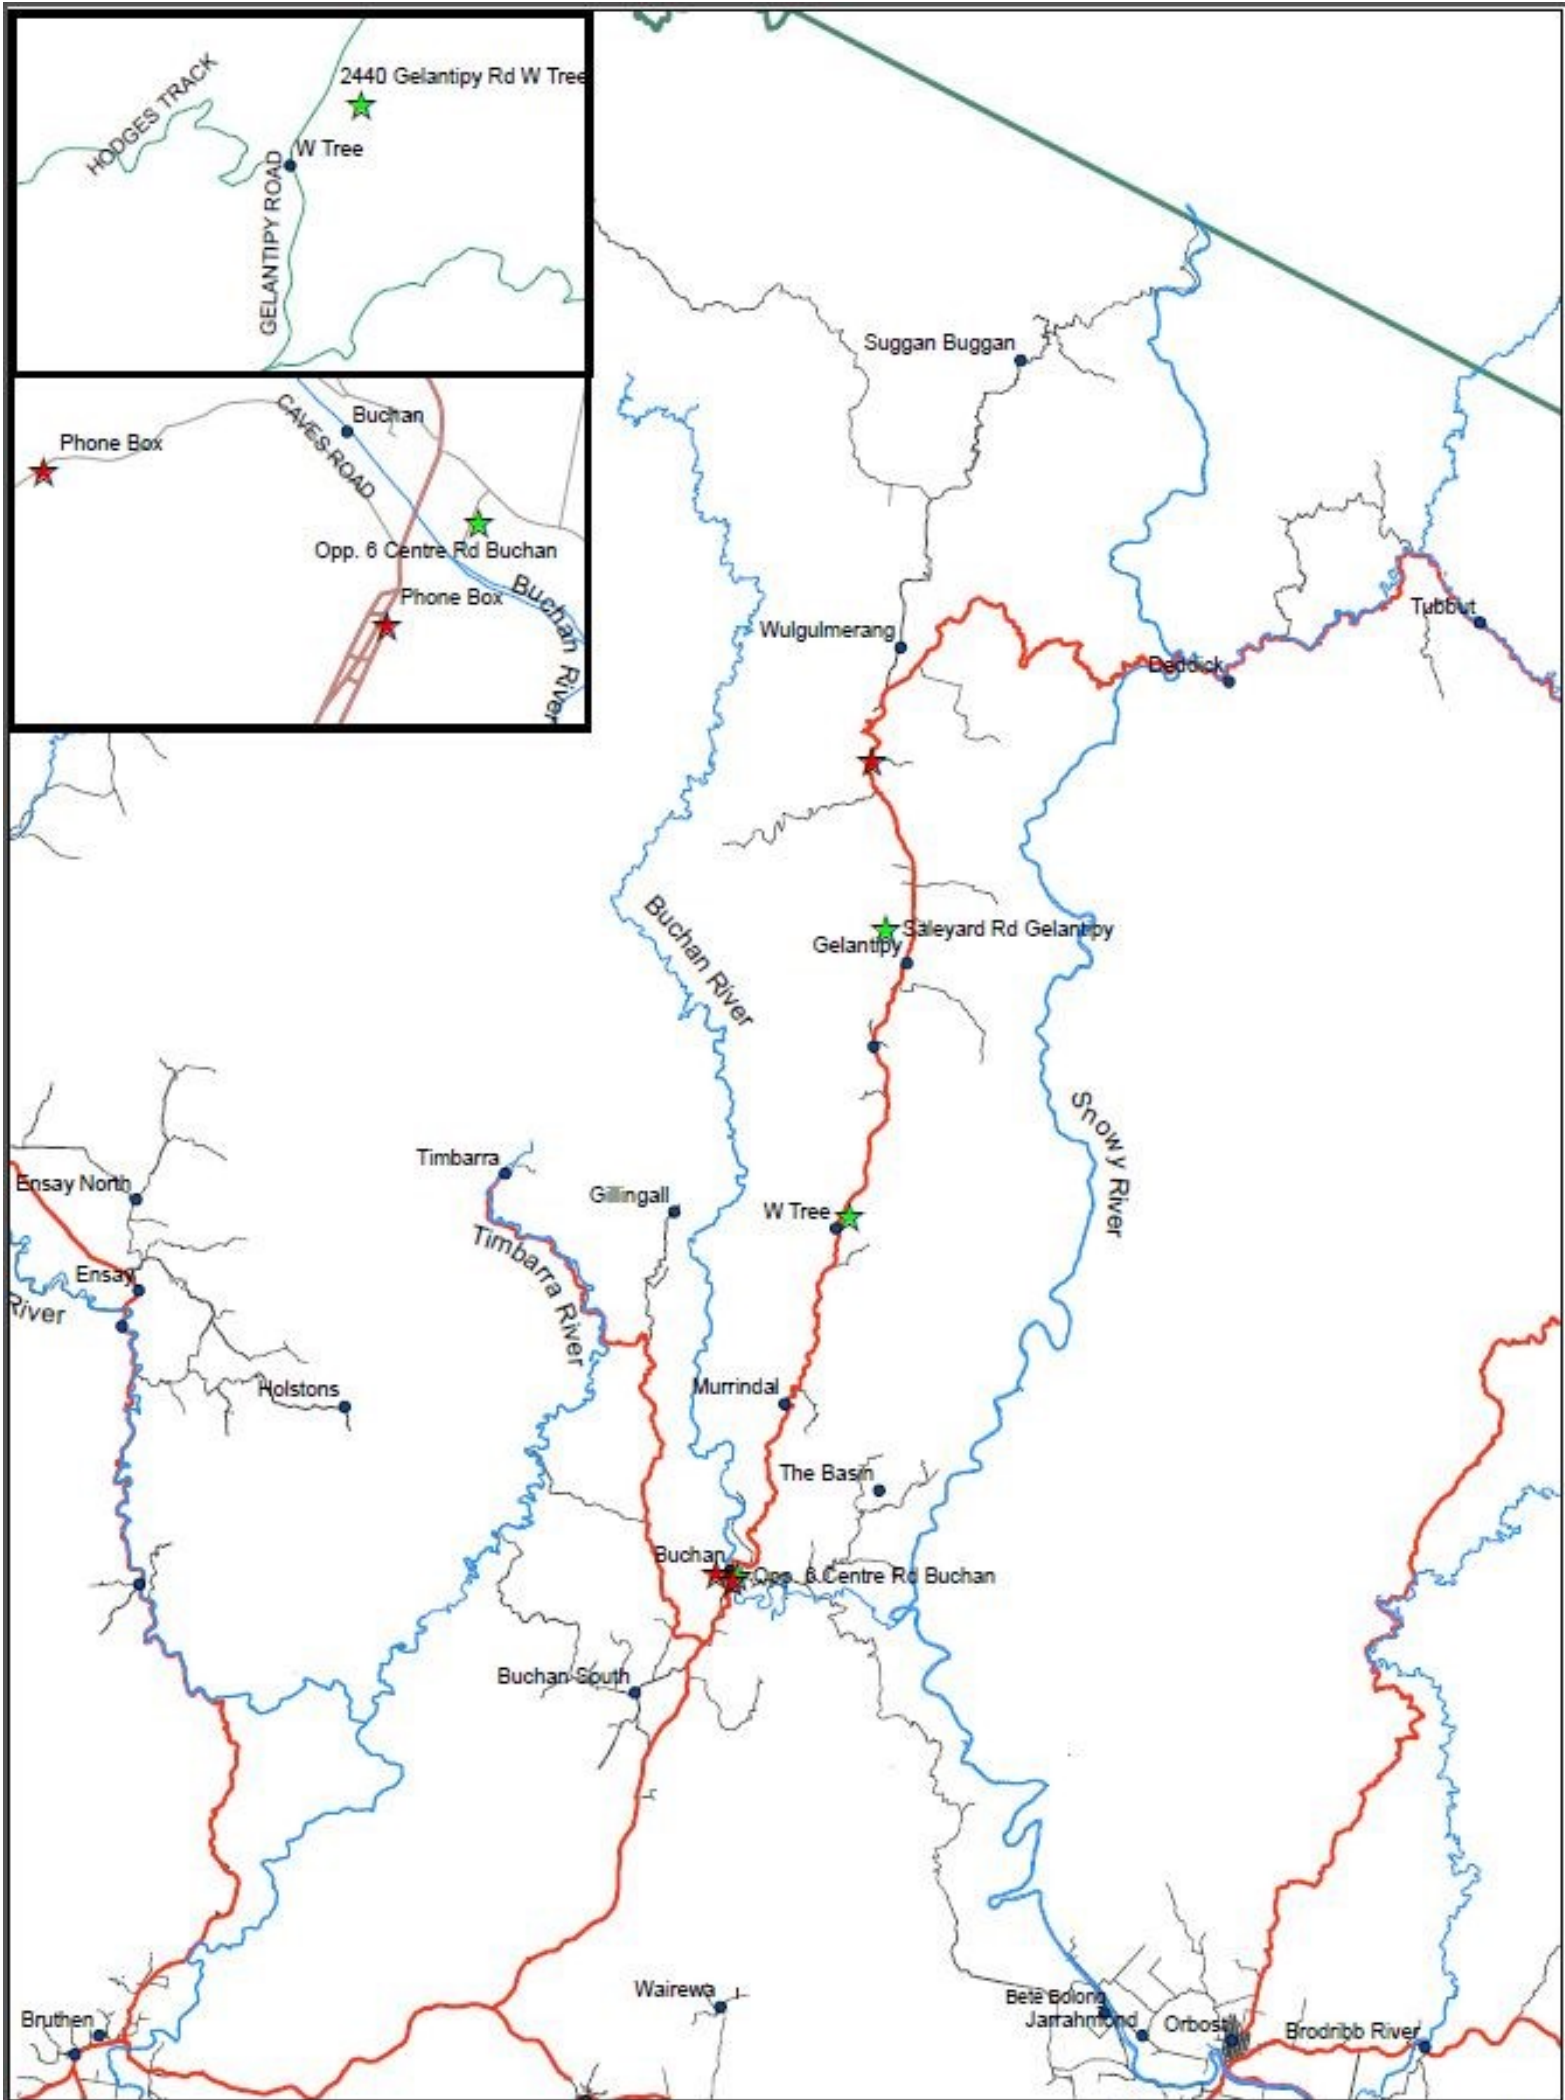 2440 Gelantipy Rd W Tree
HODGES TRACK
W Tree
GELANTIPY ROAD
Buchan
CAVES ROAD
Phone Box
Opp. 6 Centre Rd Buchan
Phone Box
Buchan River
Suggan Buggan
Wulgulmerang
Tubbut
Deddick
Saleyard Rd Gelantipy
Gelantipy
Buchan River
Snowy River
Timbarra
Ensay North
Gillingall
W Tree
Timbarra River
Ensay
River
Holstons
Murrindal
The Basin
Buchan
Opp. 6 Centre Rd Buchan
Buchan South
Wairewa
Bete Bolong
Jarrahmond
Orbost
Bruthen
Brodribb River